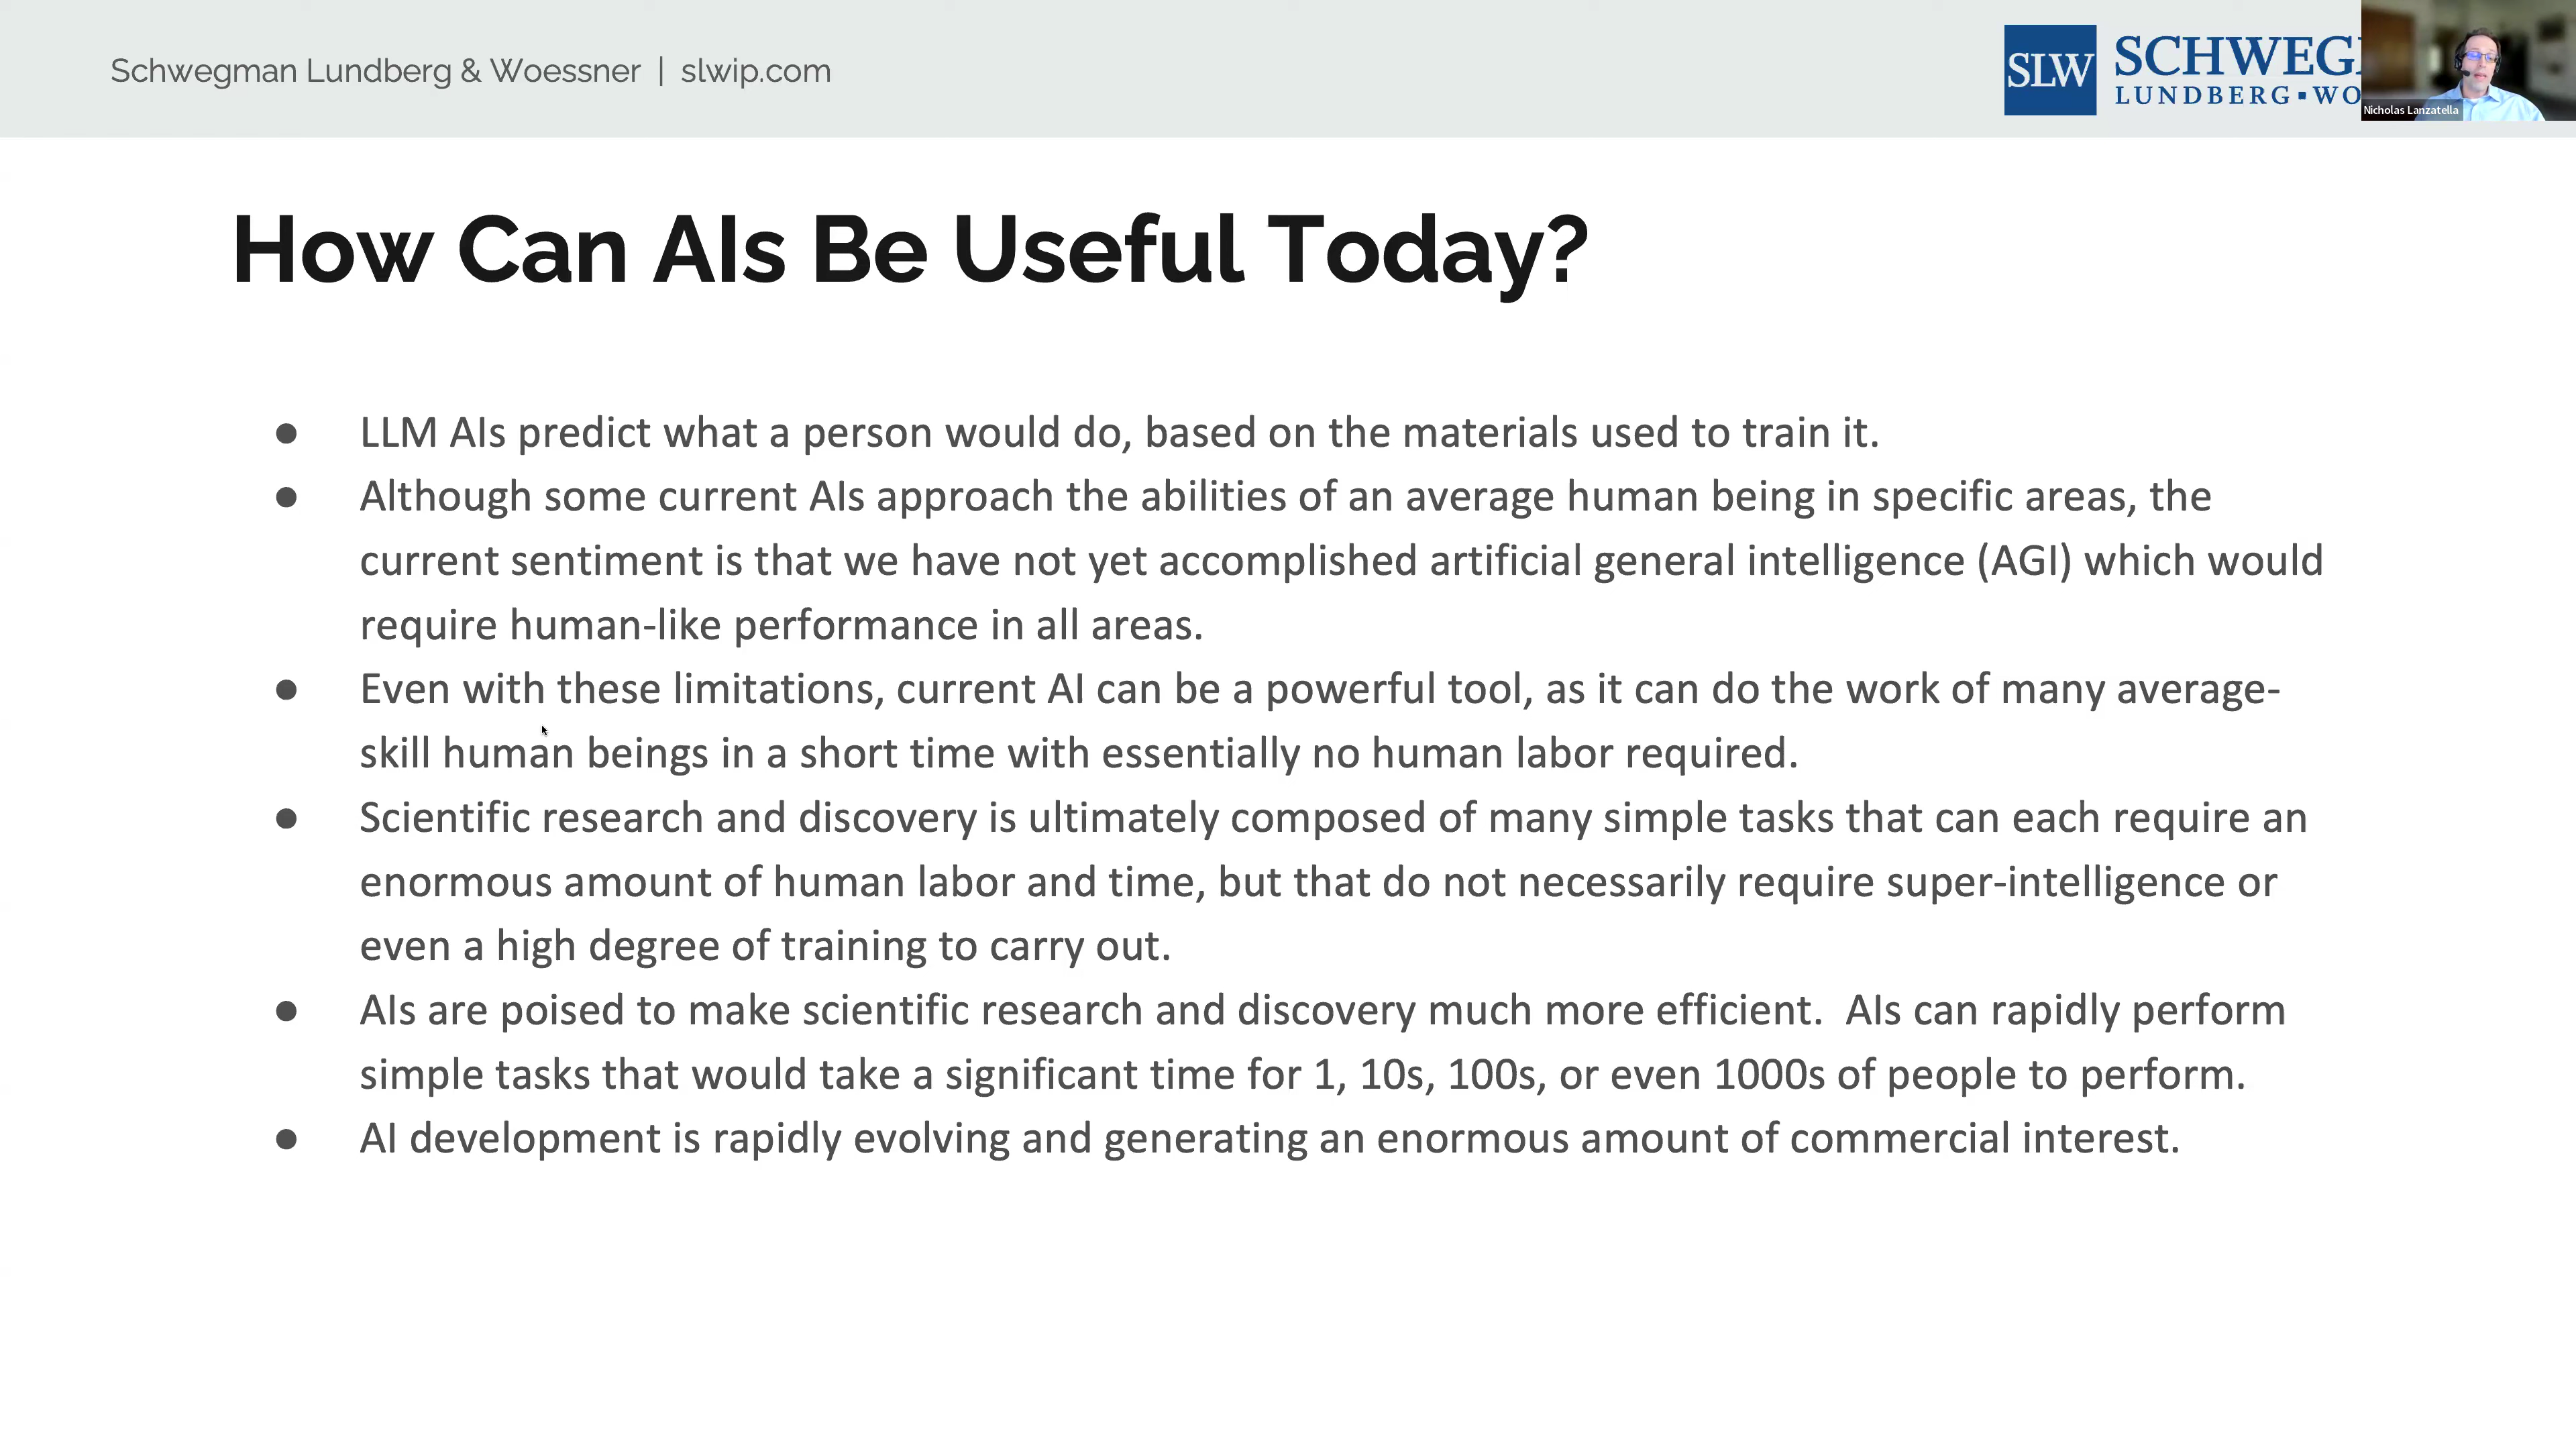 Schwegman Lundberg & Woessner | slwip.com
SLW
SCHWEG
LUNDBERG▪WO
Nicholas Lanzatella
How Can AIs Be Useful Today?
● LLM AIs predict what a person would do, based on the materials used to train it.
● Although some current AIs approach the abilities of an average human being in specific areas, the
current sentiment is that we have not yet accomplished artificial general intelligence (AGI) which would
require human-like performance in all areas.
● Even with these limitations, current AI can be a powerful tool, as it can do the work of many average-
skill human beings in a short time with essentially no human labor required.
● Scientific research and discovery is ultimately composed of many simple tasks that can each require an
enormous amount of human labor and time, but that do not necessarily require super-intelligence or
even a high degree of training to carry out.
● AIs are poised to make scientific research and discovery much more efficient.  AIs can rapidly perform
simple tasks that would take a significant time for 1, 10s, 100s, or even 1000s of people to perform.
● AI development is rapidly evolving and generating an enormous amount of commercial interest.